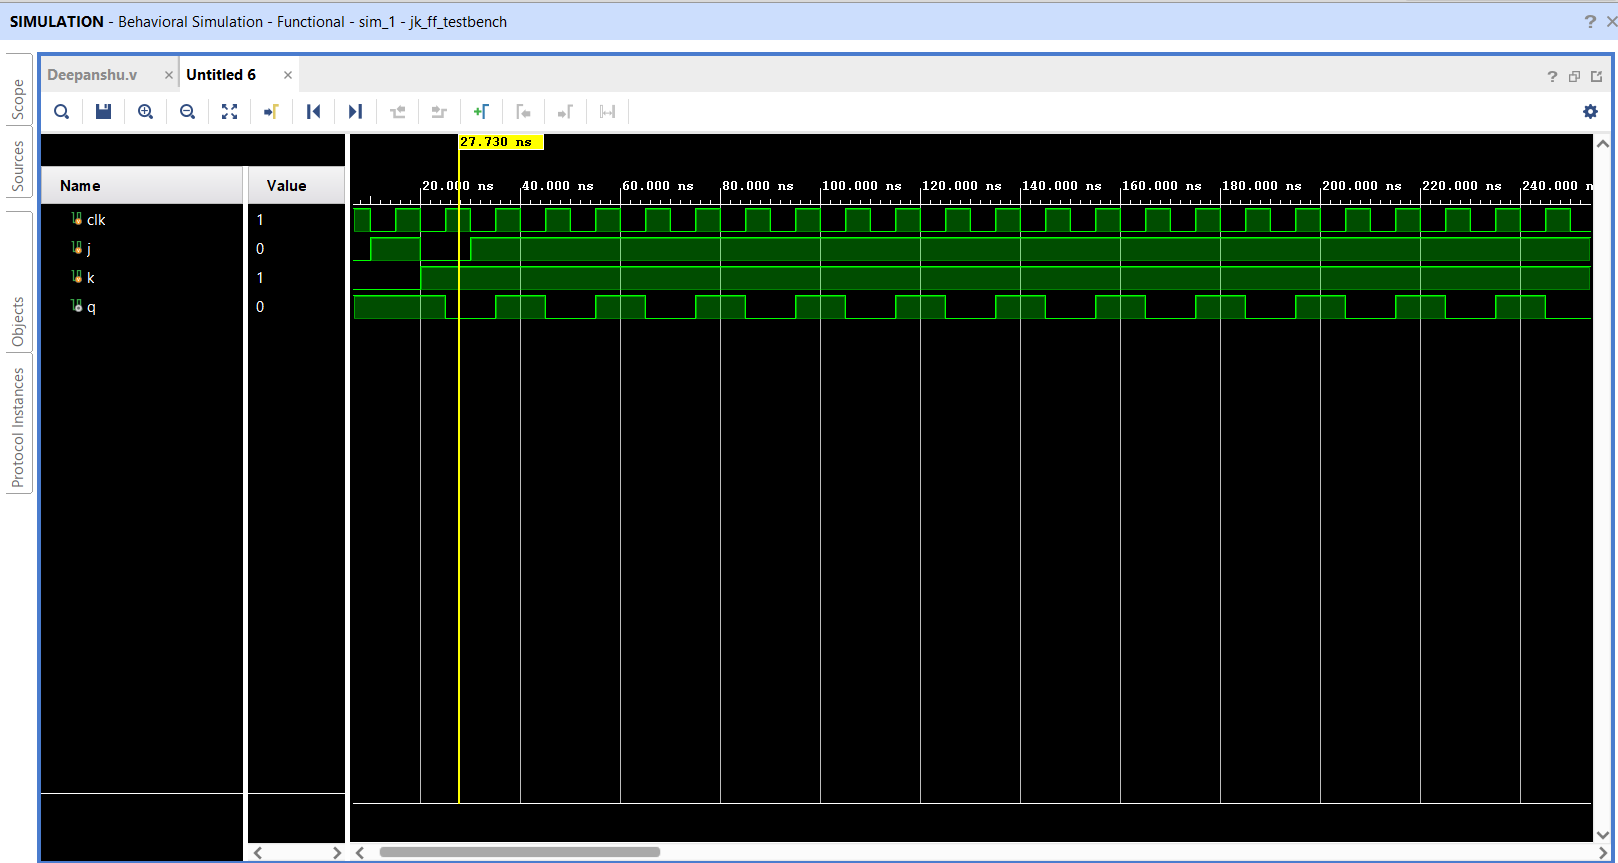 SIMULATION - Behavioral Simulation - Functional - sim_1 - jk_ff_testbench
Scope
Sources
Objects
Protocol Instances
Deepanshu.v
Untitled 6
27.730 ns
Name
Value
20.000 ns 40.000 ns 60.000 ns 80.000 ns 100.000 ns 120.000 ns 140.000 ns 160.000 ns 180.000 ns 200.000 ns 220.000 ns 240.000 n
clk 1
j 0
k 1
q 0